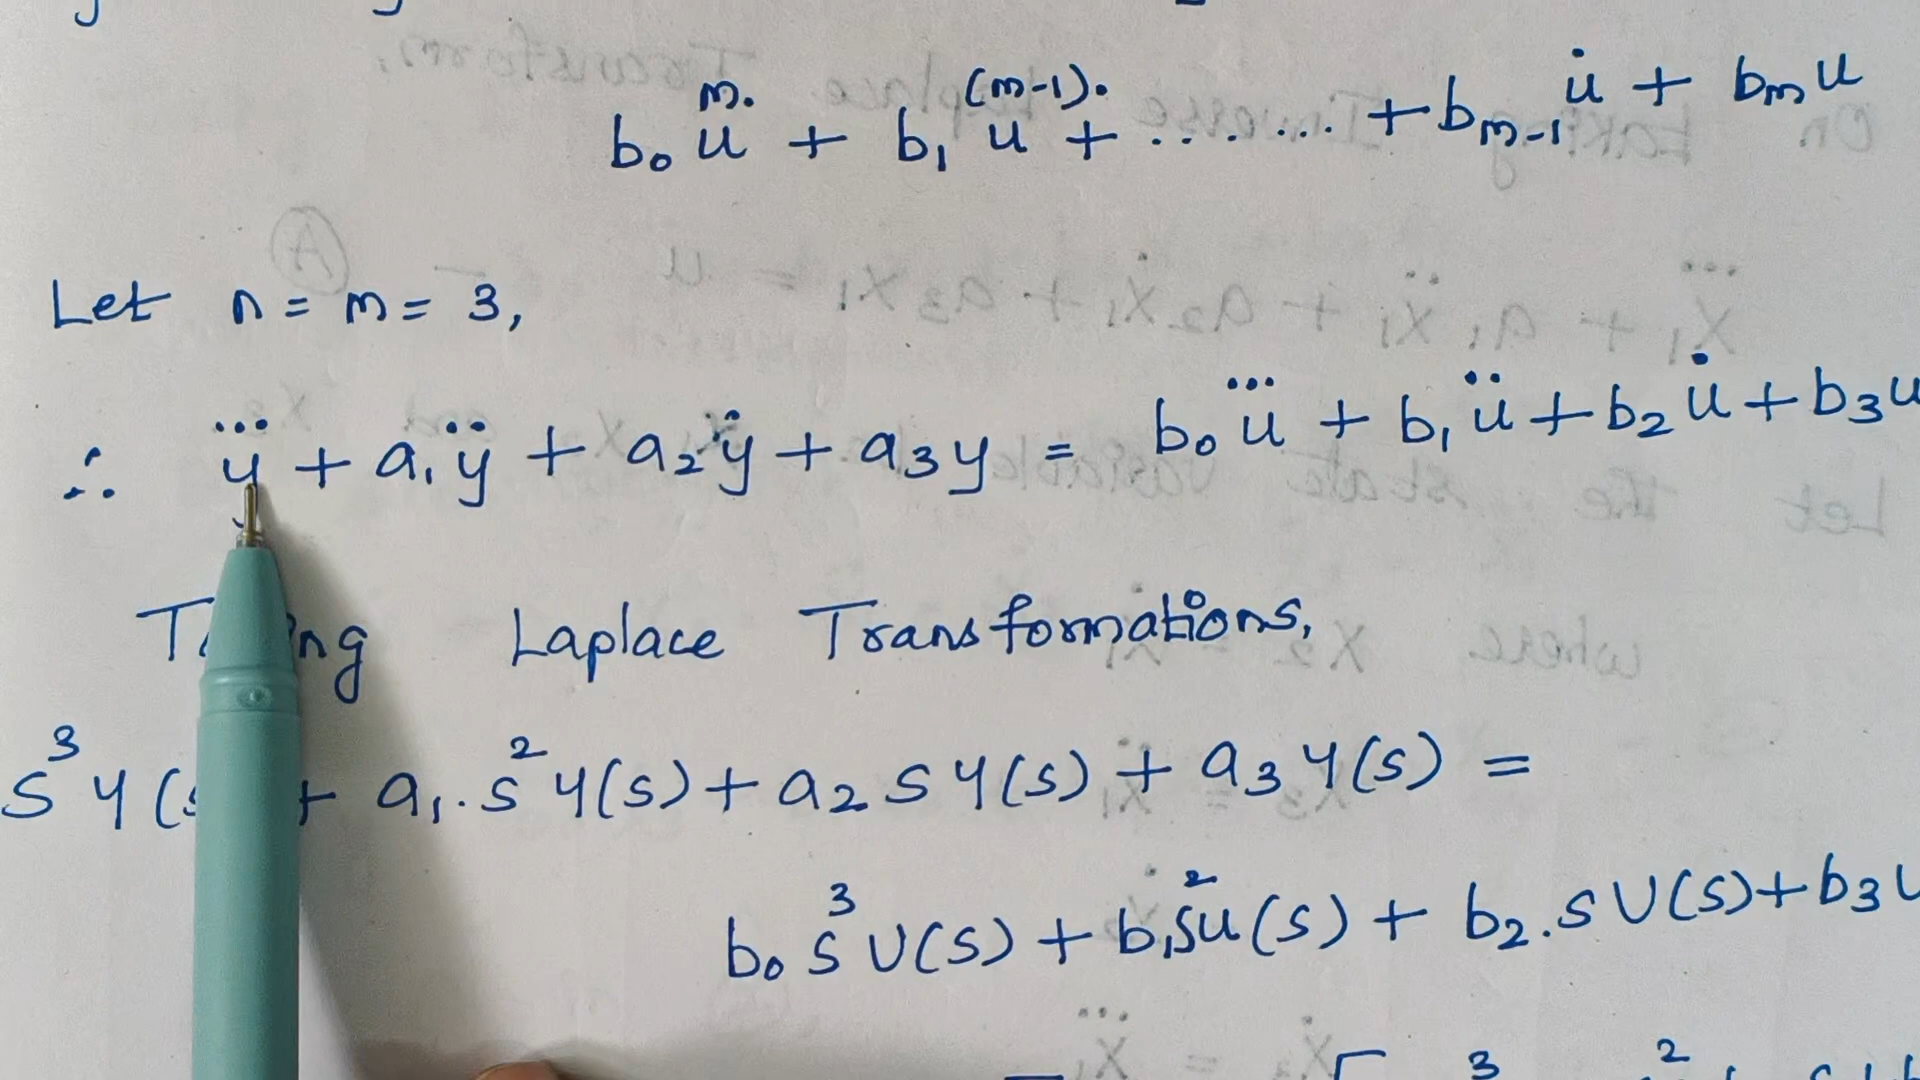 b₀ u^(m·) + b₁ u^((m-1)·) + ........ + bₘ₋₁ u̇ + bₘ u
Let n = m = 3,
∴ y⃛ + a₁ ÿ + a₂ ẏ + a₃ y = b₀ u⃛ + b₁ ü + b₂ u̇ + b₃ u
Laplace Transformations,
s³ Y(s) + a₁. s² Y(s) + a₂ s Y(s) + a₃ Y(s) =
b₀ s³ U(s) + b₁ s² u(s) + b₂. s U(s) + b₃ U